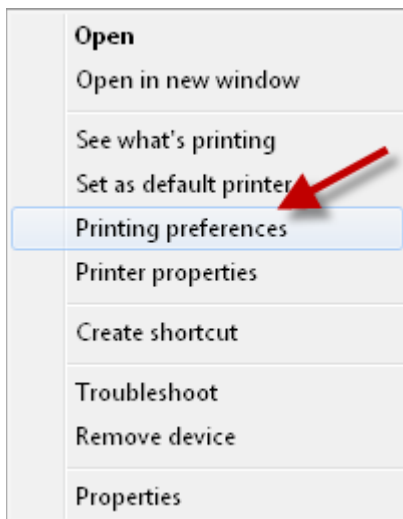 Open
Open in new window
See what's printing
Set as default printer
Printing preferences
Printer properties
Create shortcut
Troubleshoot
Remove device
Properties